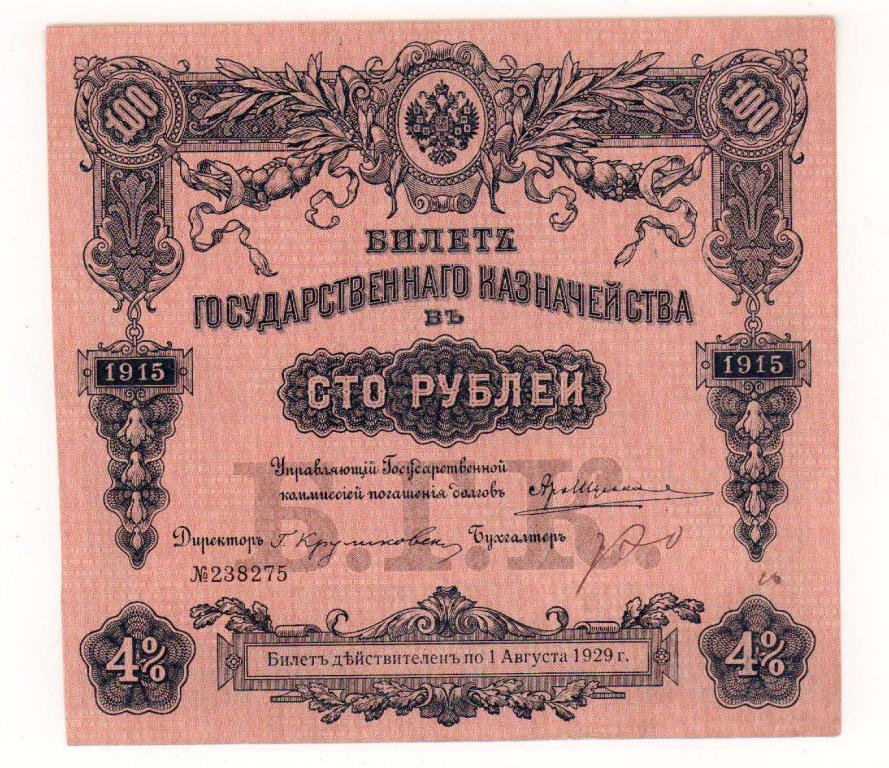 100 100
БИЛЕТЪ
ГОСУДАРСТВЕННАГО КАЗНАЧЕЙСТВА
ВЪ
1915 1915
СТО РУБЛЕЙ
Б.Г.К.
Управляющій Государственной
коммиссіей погашенія долговъ
Директоръ Бухгалтеръ
№238275
4% 4%
Билетъ дѣйствителенъ по 1 Августа 1929 г.